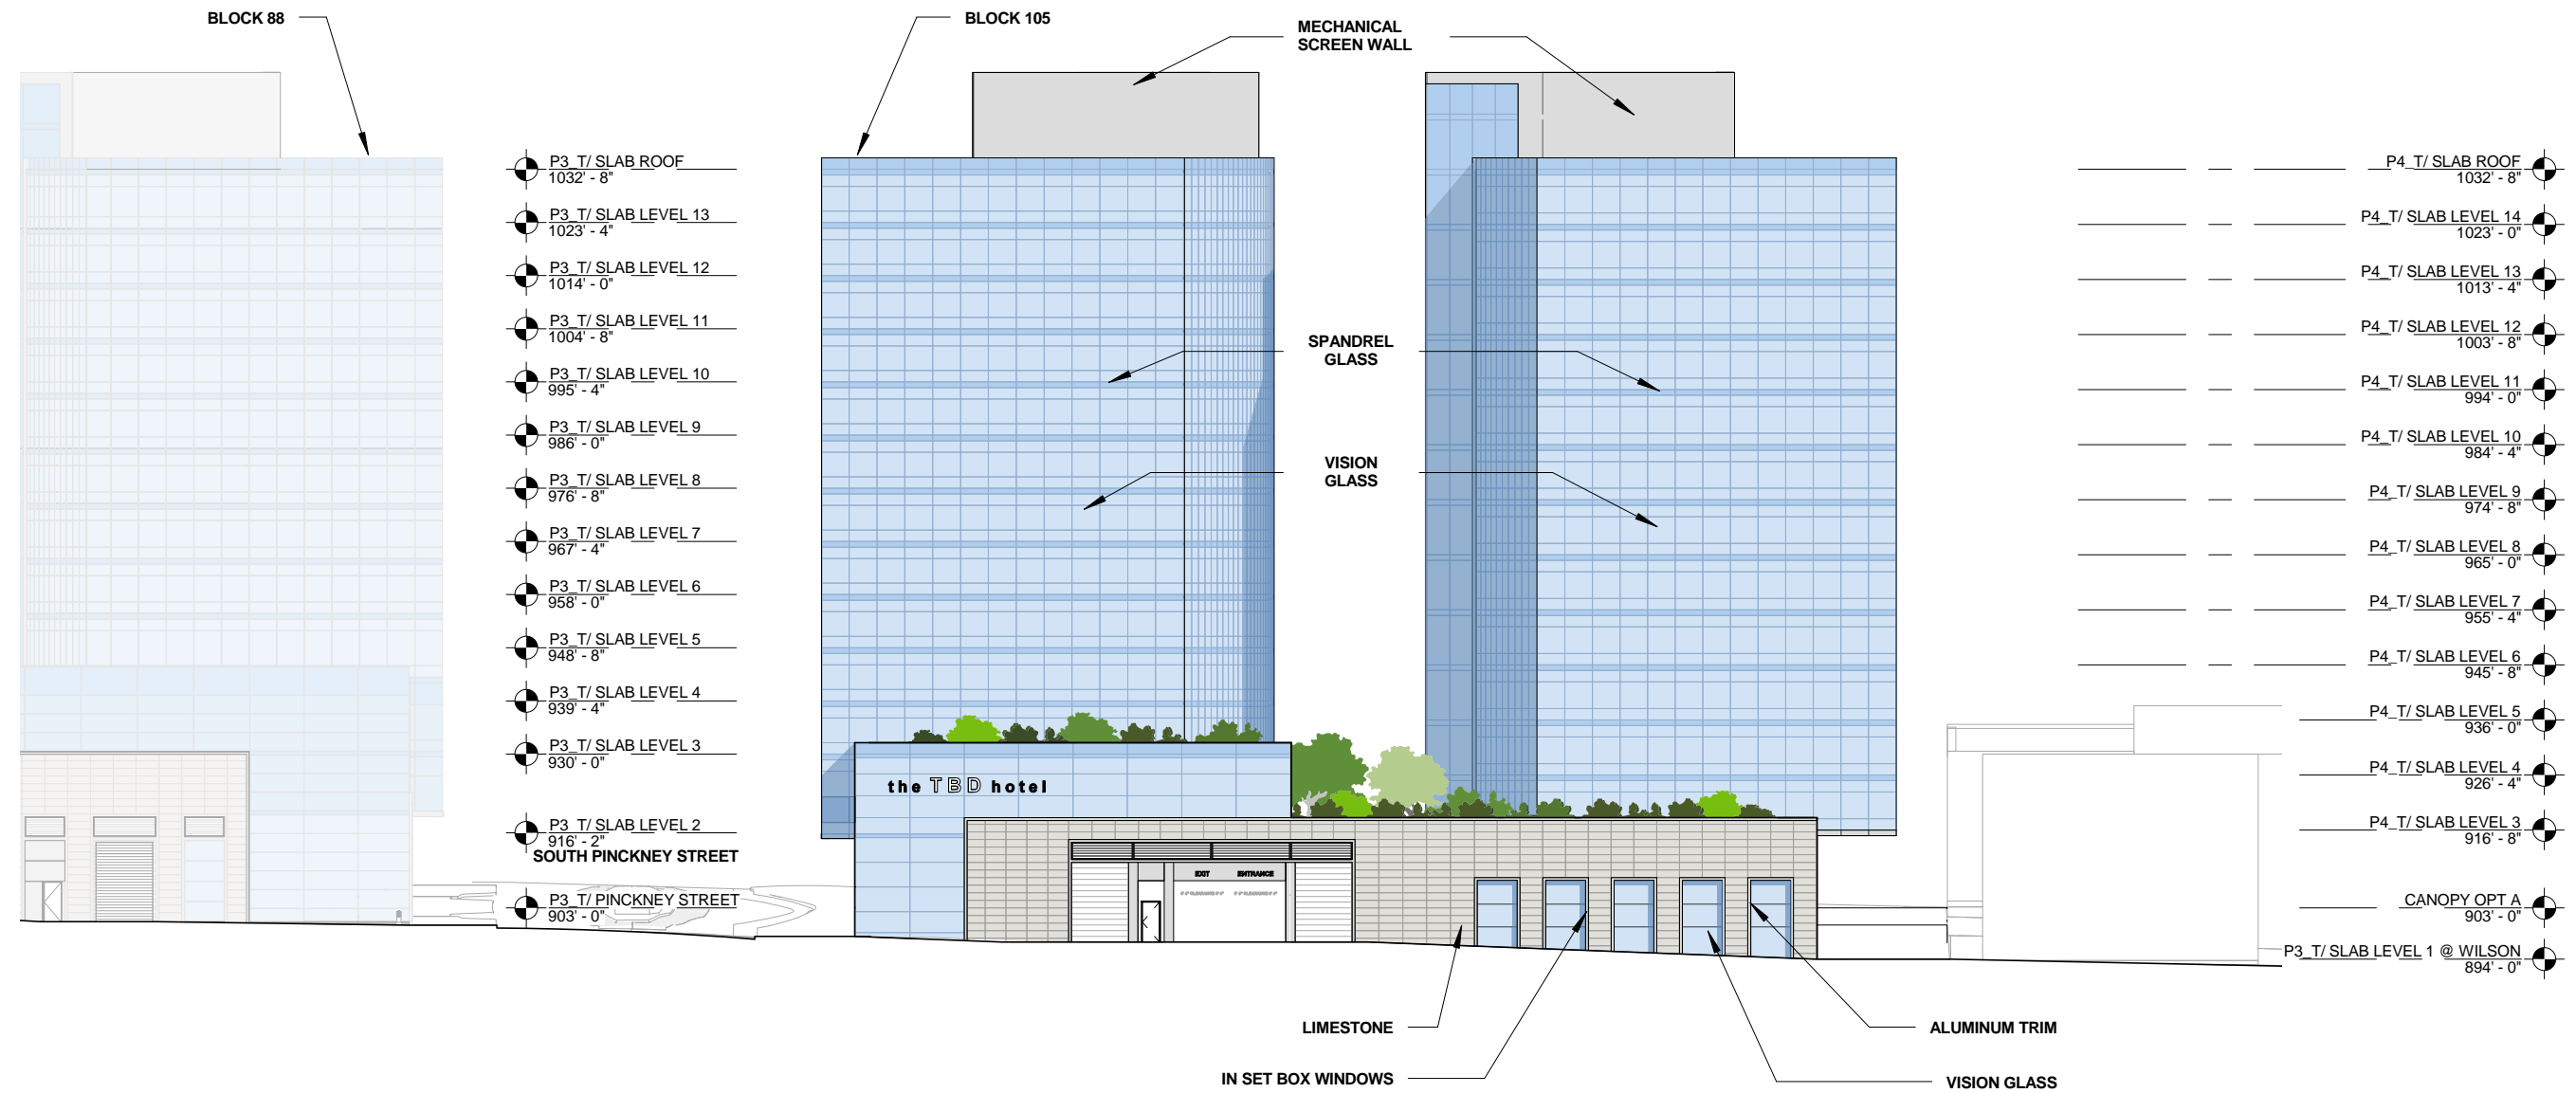 BLOCK 88
BLOCK 105
MECHANICAL
SCREEN WALL
P3_T/ SLAB ROOF
1032' - 8"
P3_T/ SLAB LEVEL 13
1023' - 4"
P3_T/ SLAB LEVEL 12
1014' - 0"
P3_T/ SLAB LEVEL 11
1004' - 8"
P3_T/ SLAB LEVEL 10
995' - 4"
P3_T/ SLAB LEVEL 9
986' - 0"
P3_T/ SLAB LEVEL 8
976' - 8"
P3_T/ SLAB LEVEL 7
967' - 4"
P3_T/ SLAB LEVEL 6
958' - 0"
P3_T/ SLAB LEVEL 5
948' - 8"
P3_T/ SLAB LEVEL 4
939' - 4"
P3_T/ SLAB LEVEL 3
930' - 0"
P3_T/ SLAB LEVEL 2
916' - 2"
SOUTH PINCKNEY STREET
P3_T/ PINCKNEY STREET
903' - 0"
SPANDREL
GLASS
VISION
GLASS
the TBD hotel
EXIT ENTRANCE
P4_T/ SLAB ROOF
1032' - 8"
P4_T/ SLAB LEVEL 14
1023' - 0"
P4_T/ SLAB LEVEL 13
1013' - 4"
P4_T/ SLAB LEVEL 12
1003' - 8"
P4_T/ SLAB LEVEL 11
994' - 0"
P4_T/ SLAB LEVEL 10
984' - 4"
P4_T/ SLAB LEVEL 9
974' - 8"
P4_T/ SLAB LEVEL 8
965' - 0"
P4_T/ SLAB LEVEL 7
955' - 4"
P4_T/ SLAB LEVEL 6
945' - 8"
P4_T/ SLAB LEVEL 5
936' - 0"
P4_T/ SLAB LEVEL 4
926' - 4"
P4_T/ SLAB LEVEL 3
916' - 8"
CANOPY OPT A
903' - 0"
P3_T/ SLAB LEVEL 1 @ WILSON
894' - 0"
LIMESTONE
ALUMINUM TRIM
IN SET BOX WINDOWS
VISION GLASS